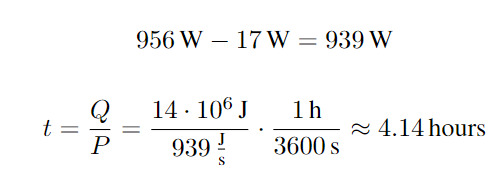 956 W − 17 W = 939 W
t = Q/P = (14 · 10⁶ J)/(939 J/s) · (1 h)/(3600 s) ≈ 4.14 hours